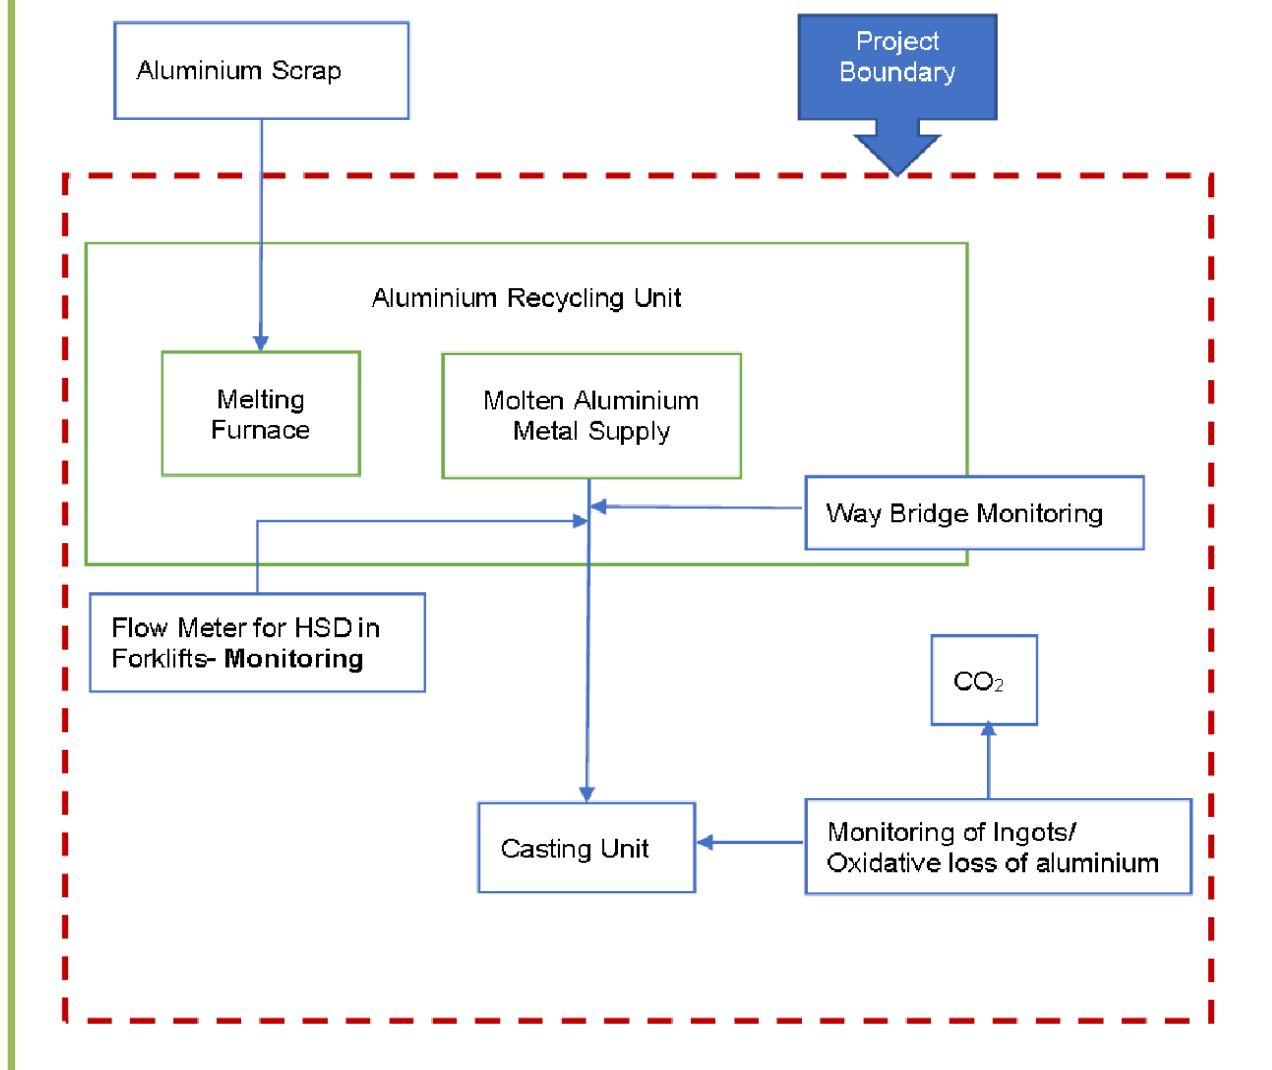 Aluminium Scrap
Project
Boundary
Aluminium Recycling Unit
Melting
Furnace
Molten Aluminium
Metal Supply
Way Bridge Monitoring
Flow Meter for HSD in
Forklifts- Monitoring
CO₂
Casting Unit
Monitoring of Ingots/
Oxidative loss of aluminium